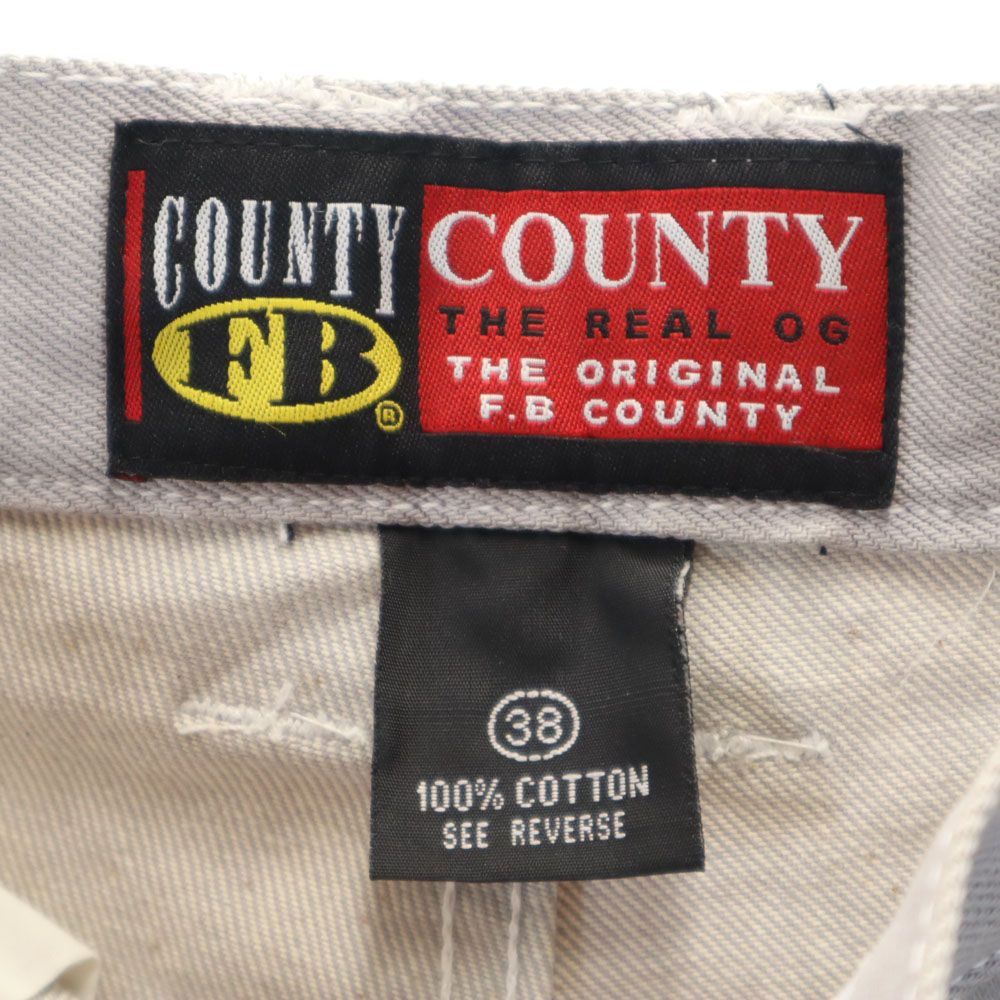 COUNTY
FB®
COUNTY
THE REAL OG
THE ORIGINAL
F.B COUNTY
38
100% COTTON
SEE REVERSE